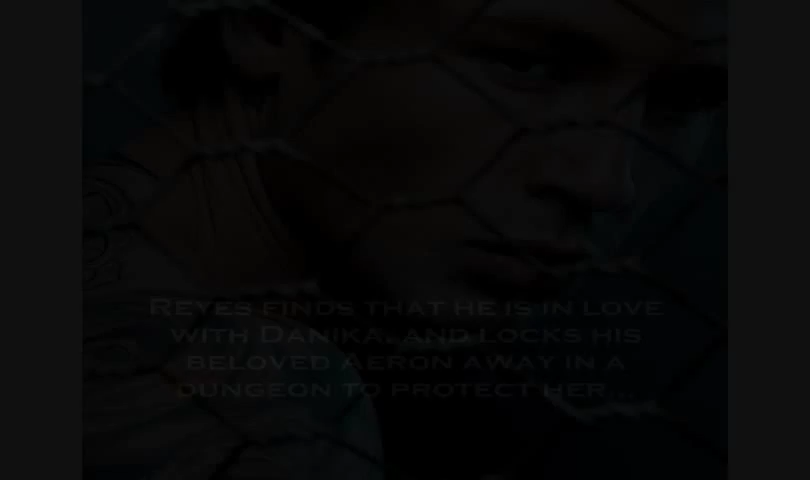 Reyes finds that he is in love
with Danika, and locks his
beloved Aeron away in a
dungeon to protect her...